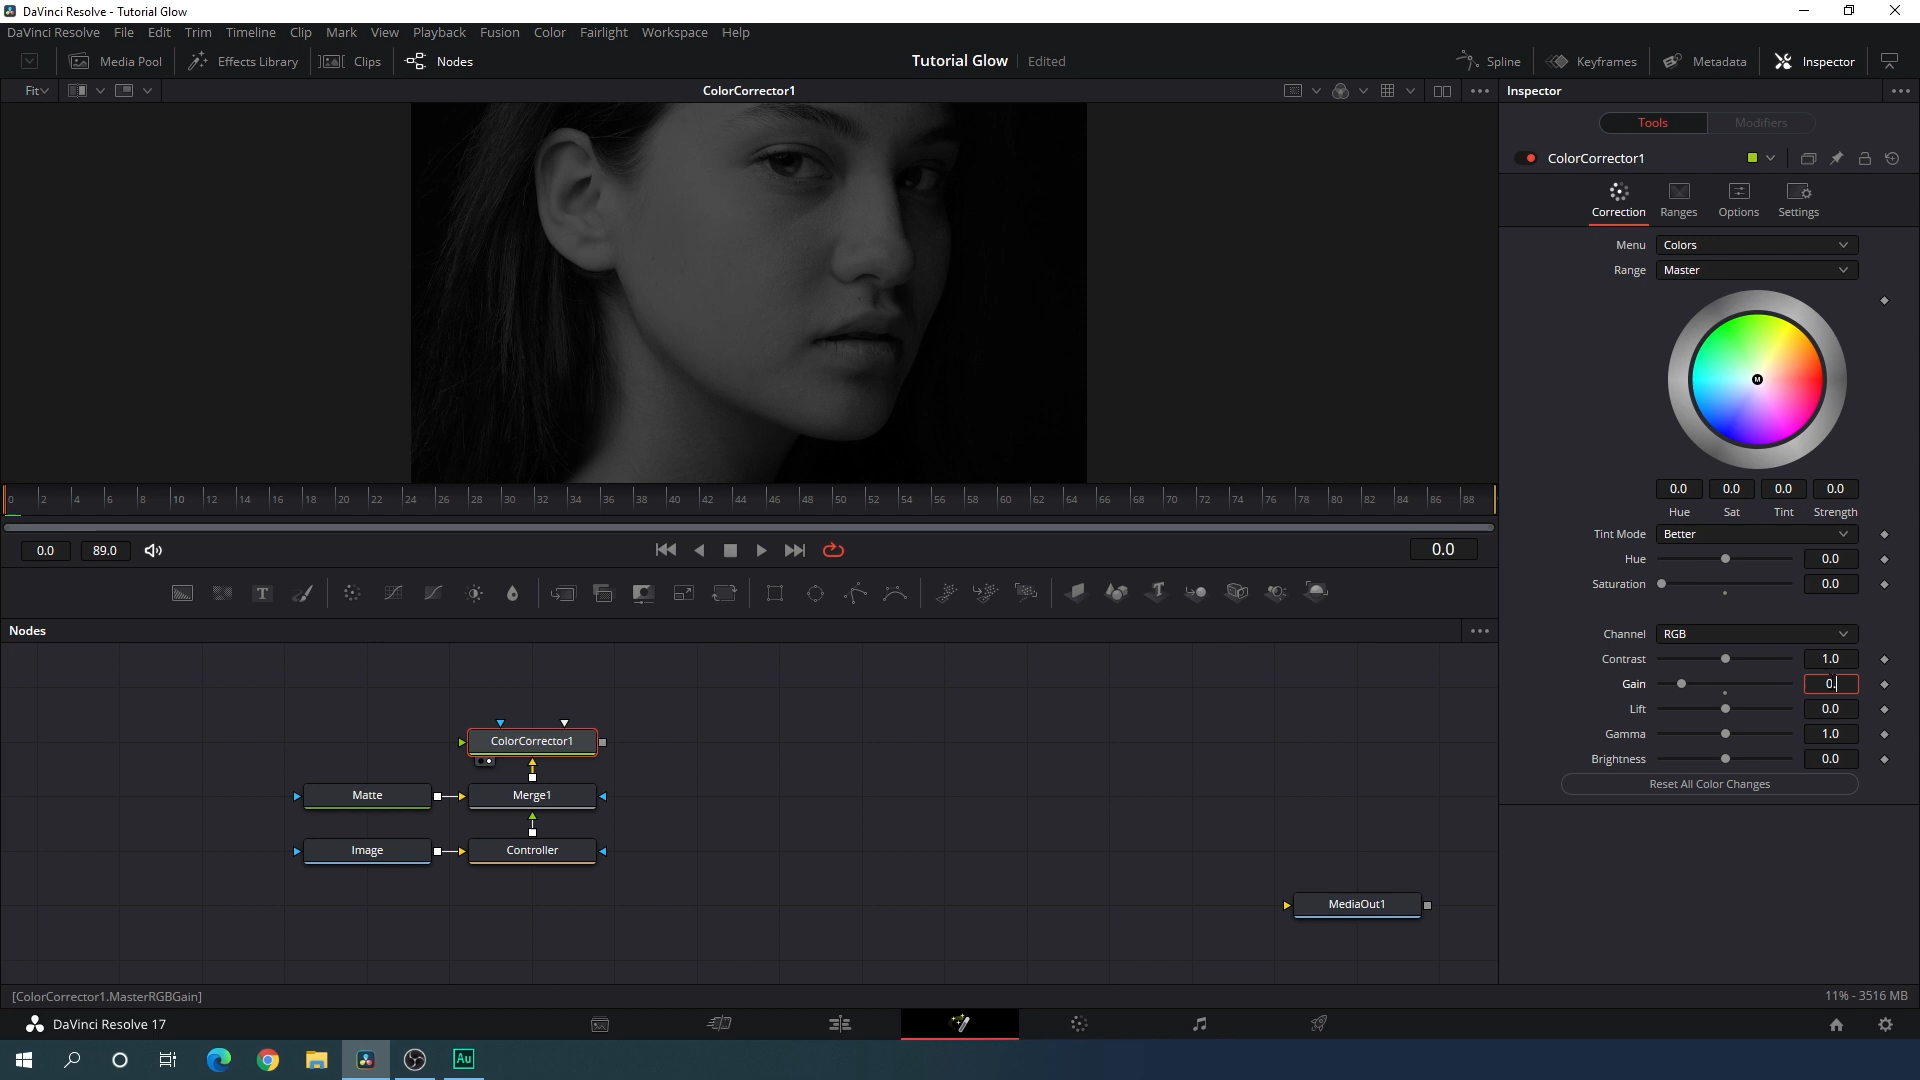 DaVinci Resolve - Tutorial Glow
DaVinci Resolve File Edit Trim Timeline Clip Mark View Playback Fusion Color Fairlight Workspace Help
Media Pool Effects Library Clips Nodes Tutorial Glow Edited Spline Keyframes Metadata Inspector
Fit ColorCorrector1 Inspector
Tools Modifiers
ColorCorrector1
Correction Ranges Options Settings
Menu Colors
Range Master
M
0.0 0.0 0.0 0.0
Hue Sat Tint Strength
Tint Mode Better
Hue 0.0
Saturation 0.0
Channel RGB
Contrast 1.0
Gain 0.
Lift 0.0
Gamma 1.0
Brightness 0.0
Reset All Color Changes
0 2 4 6 8 10 12 14 16 18 20 22 24 26 28 30 32 34 36 38 40 42 44 46 48 50 52 54 56 58 60 62 64 66 68 70 72 74 76 78 80 82 84 86 88
0.0 89.0 0.0
T T
Nodes
ColorCorrector1
Matte Merge1
Image Controller
MediaOut1
[ColorCorrector1.MasterRGBGain] 11% - 3516 MB
DaVinci Resolve 17
Au